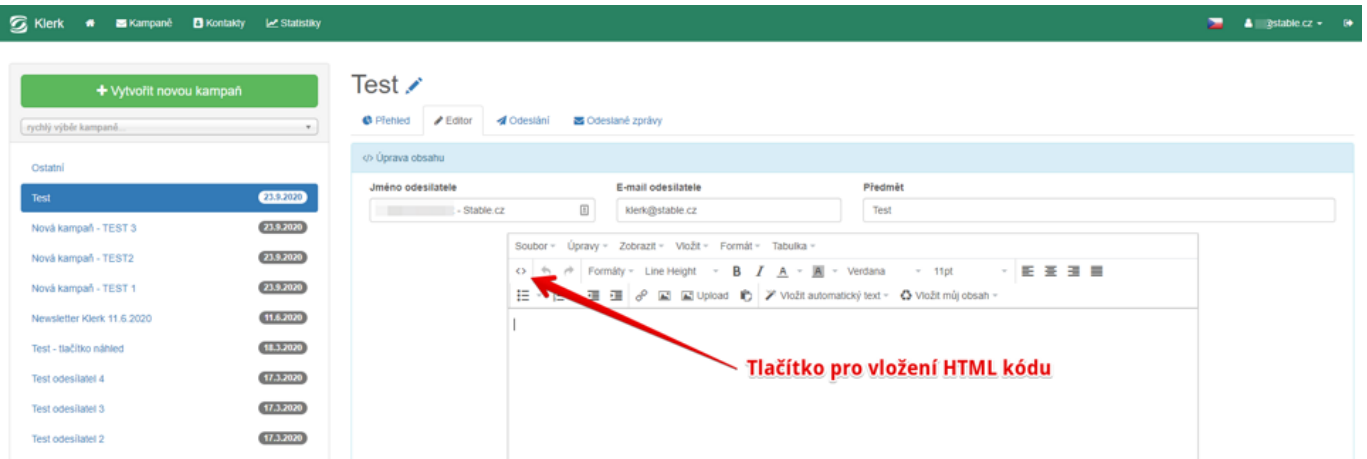 Klerk Kampaně Kontakty Statistiky @stable.cz
+ Vytvořit novou kampaň
rychlý výběr kampaně...
Ostatní
Test 23.9.2020
Nová kampaň - TEST 3 23.9.2020
Nová kampaň - TEST2 23.9.2020
Nová kampaň - TEST 1 23.9.2020
Newsletter Klerk 11.6.2020 11.6.2020
Test - tlačítko náhled 18.3.2020
Test odesílatel 4 17.3.2020
Test odesílatel 3 17.3.2020
Test odesílatel 2 17.3.2020
Test
Přehled Editor Odeslání Odeslané zprávy
</> Úprava obsahu
Jméno odesilatele E-mail odesilatele Předmět
- Stable.cz klerk@stable.cz Test
Soubor Úpravy Zobrazit Vložit Formát Tabulka
<> Formáty Line Height B I A A Verdana 11pt
Upload Vložit automatický text Vložit můj obsah
Tlačítko pro vložení HTML kódu